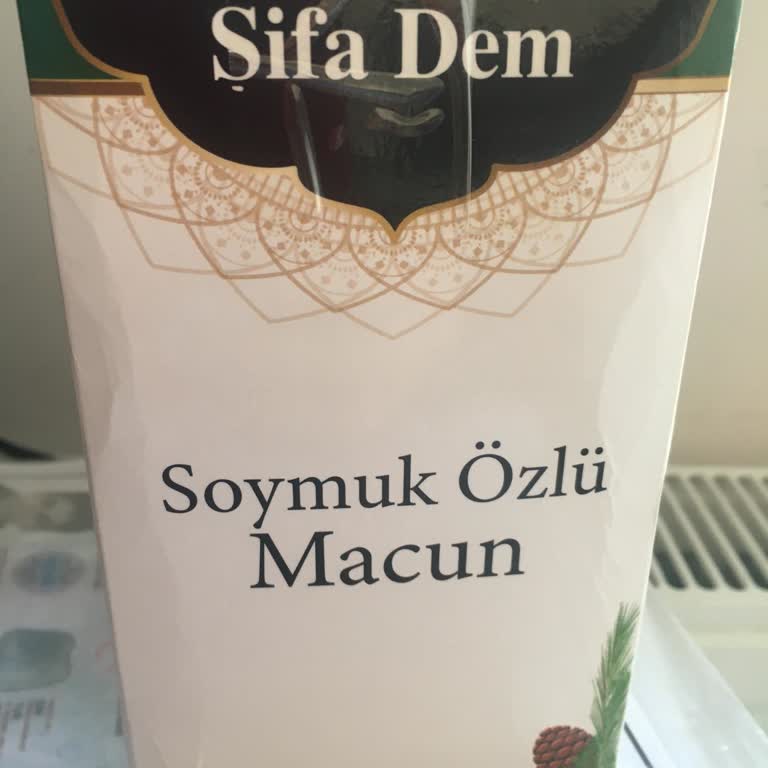 Şifa Dem
Soymuk Özlü
Macun